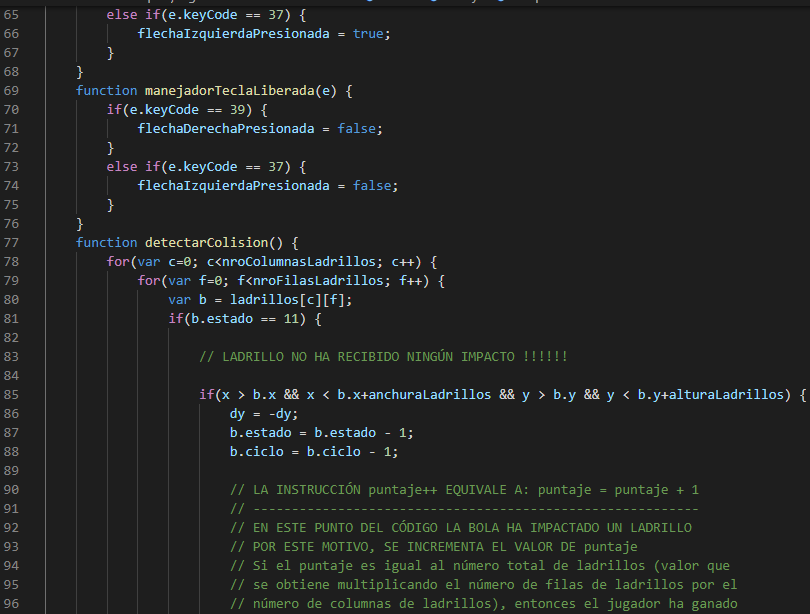 65 else if(e.keyCode == 37) {
66 flechaIzquierdaPresionada = true;
67 }
68 }
69 function manejadorTeclaLiberada(e) {
70 if(e.keyCode == 39) {
71 flechaDerechaPresionada = false;
72 }
73 else if(e.keyCode == 37) {
74 flechaIzquierdaPresionada = false;
75 }
76 }
77 function detectarColision() {
78 for(var c=0; c<nroColumnasLadrillos; c++) {
79 for(var f=0; f<nroFilasLadrillos; f++) {
80 var b = ladrillos[c][f];
81 if(b.estado == 11) {
82
83 // LADRILLO NO HA RECIBIDO NINGÚN IMPACTO !!!!!!
84
85 if(x > b.x && x < b.x+anchuraLadrillos && y > b.y && y < b.y+alturaLadrillos) {
86 dy = -dy;
87 b.estado = b.estado - 1;
88 b.ciclo = b.ciclo - 1;
89
90 // LA INSTRUCCIÓN puntaje++ EQUIVALE A: puntaje = puntaje + 1
91 // ----------------------------------------------------------
92 // EN ESTE PUNTO DEL CÓDIGO LA BOLA HA IMPACTADO UN LADRILLO
93 // POR ESTE MOTIVO, SE INCREMENTA EL VALOR DE puntaje
94 // Si el puntaje es igual al número total de ladrillos (valor que
95 // se obtiene multiplicando el número de filas de ladrillos por el
96 // número de columnas de ladrillos), entonces el jugador ha ganado